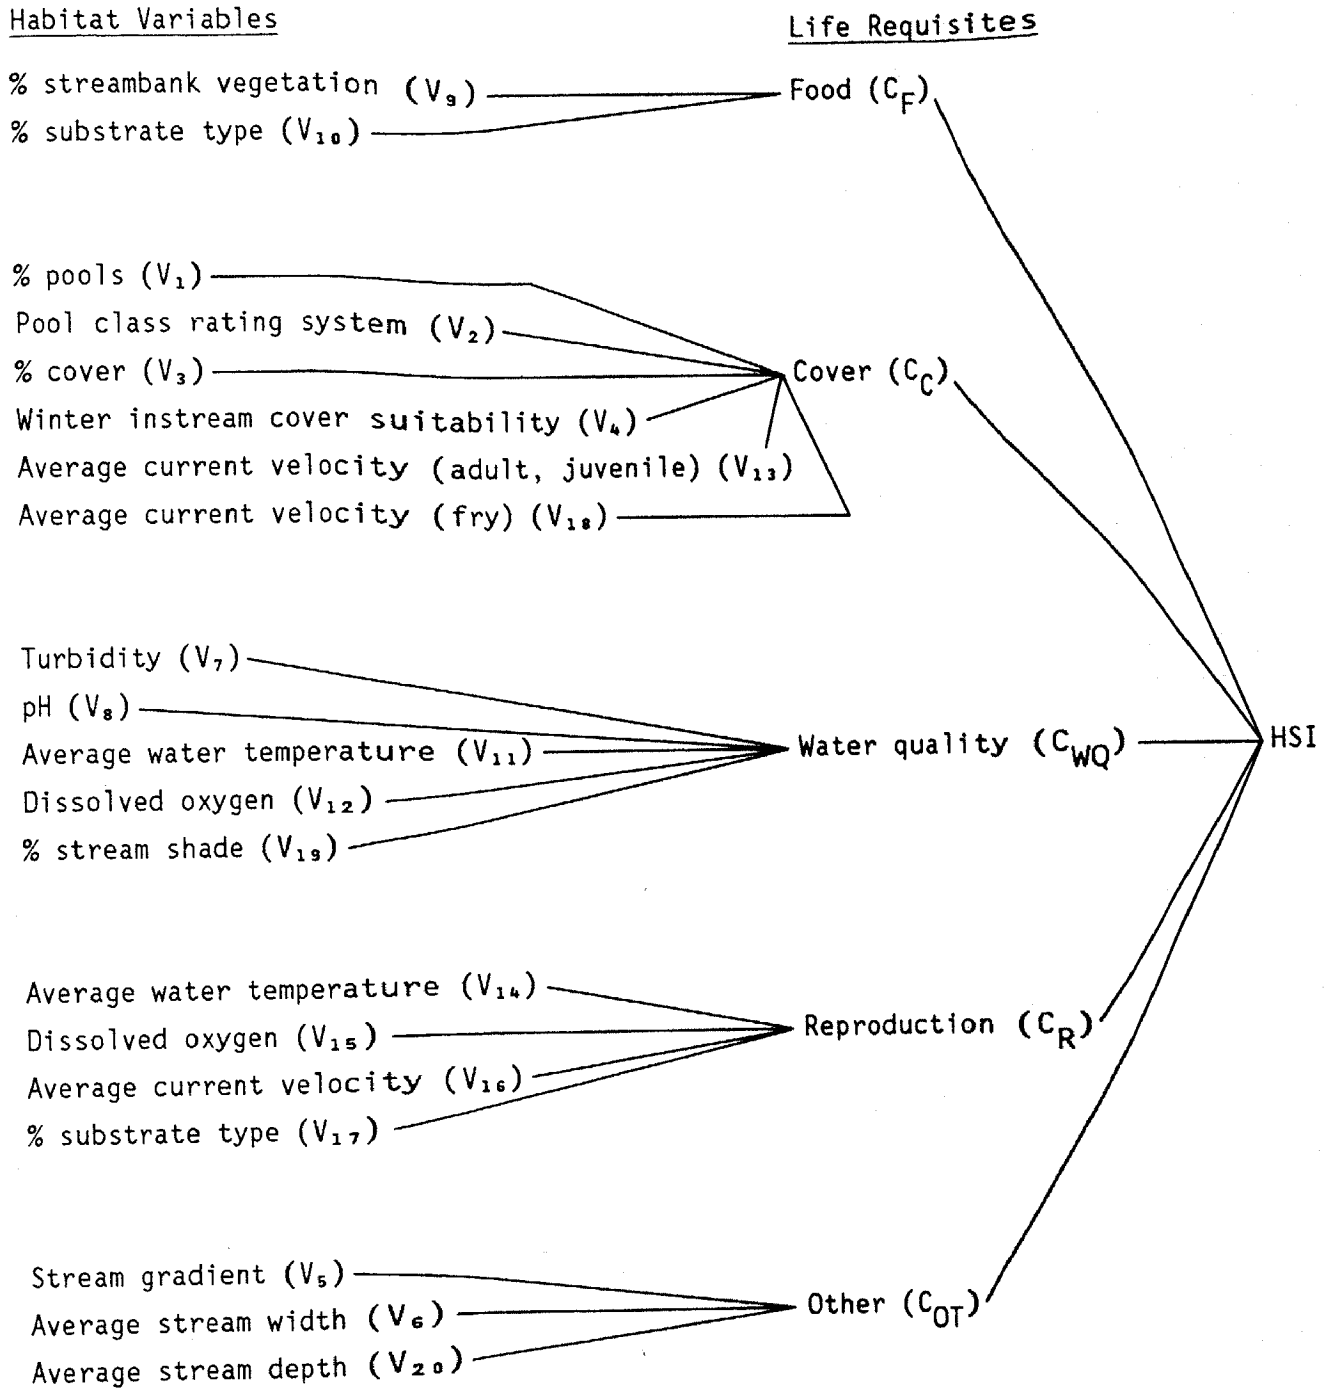 Habitat Variables
Life Requisites
% streambank vegetation (V₉)
Food (C_F)
% substrate type (V₁₀)
% pools (V₁)
Pool class rating system (V₂)
% cover (V₃)
Cover (C_C)
Winter instream cover suitability (V₄)
Average current velocity (adult, juvenile) (V₁₃)
Average current velocity (fry) (V₁₈)
Turbidity (V₇)
pH (V₈)
Average water temperature (V₁₁)
Water quality (C_WQ)
HSI
Dissolved oxygen (V₁₂)
% stream shade (V₁₉)
Average water temperature (V₁₄)
Dissolved oxygen (V₁₅)
Reproduction (C_R)
Average current velocity (V₁₆)
% substrate type (V₁₇)
Stream gradient (V₅)
Average stream width (V₆)
Other (C_OT)
Average stream depth (V₂₀)